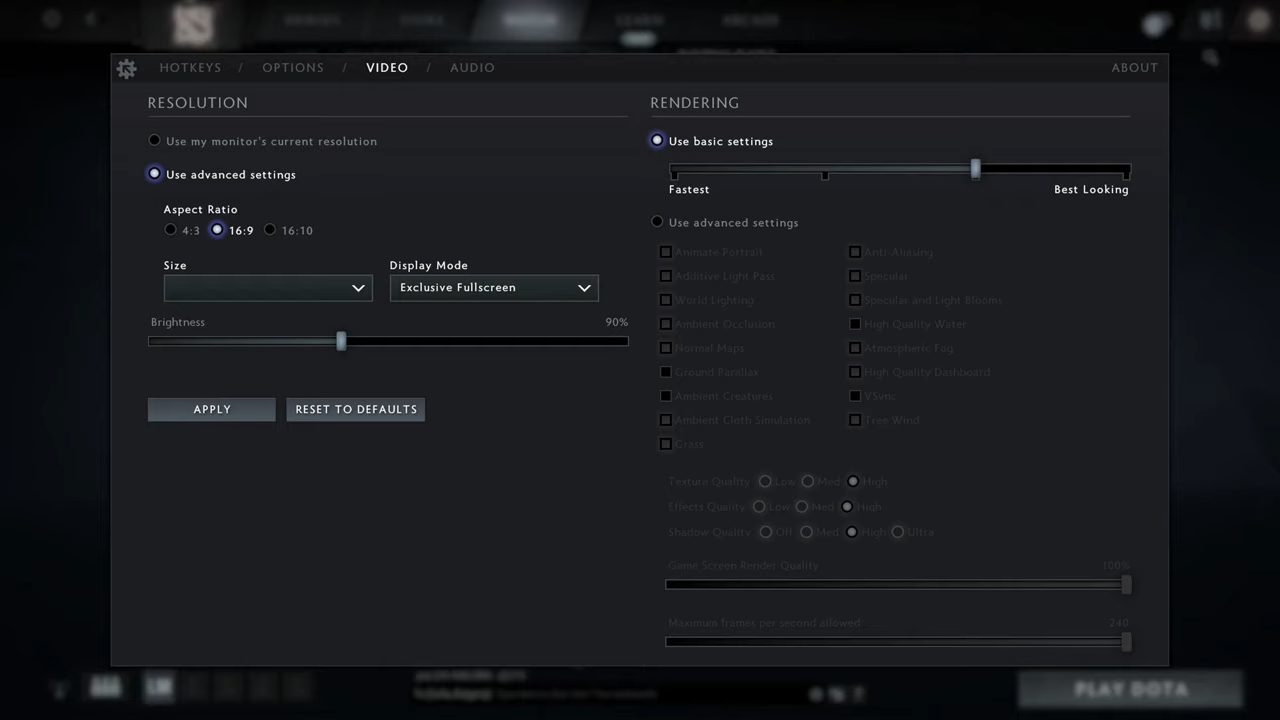 LEARN
ARCADE
HOTKEYS / OPTIONS / VIDEO / AUDIO
ABOUT
RESOLUTION
Use my monitor's current resolution
Use advanced settings
Aspect Ratio
4:3 16:9 16:10
Size
Display Mode
Exclusive Fullscreen
Brightness 90%
APPLY
RESET TO DEFAULTS
RENDERING
Use basic settings
Fastest Best Looking
Use advanced settings
Animate Portrait Anti-Aliasing
Additive Light Pass Specular
World Lighting Specular and Light Blooms
Ambient Occlusion High Quality Water
Normal Maps Atmospheric Fog
Ground Parallax High Quality Dashboard
Ambient Creatures VSync
Ambient Cloth Simulation Tree Wind
Grass
Texture Quality Low Med High
Effects Quality Low Med High
Shadow Quality Off Med High Ultra
Game Screen Render Quality 100%
Maximum frames per second allowed 240
PLAY DOTA